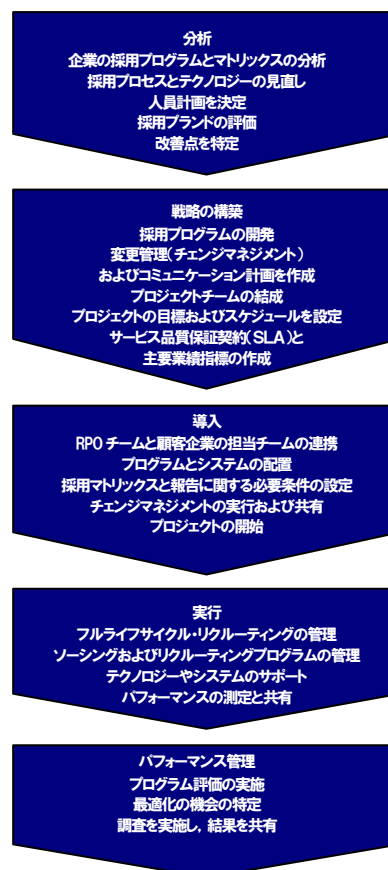 分析
企業の採用プログラムとマトリックスの分析
採用プロセスとテクノロジーの見直し
人員計画を決定
採用ブランドの評価
改善点を特定
戦略の構築
採用プログラムの開発
変更管理(チェンジマネジメント)
およびコミュニケーション計画を作成
プロジェクトチームの結成
プロジェクトの目標およびスケジュールを設定
サービス品質保証契約(SLA)と
主要業績指標の作成
導入
RPO チームと顧客企業の担当チームの連携
プログラムとシステムの配置
採用マトリックスと報告に関する必要条件の設定
チェンジマネジメントの実行および共有
プロジェクトの開始
実行
フルライフサイクル・リクルーティングの管理
ソーシングおよびリクルーティングプログラムの管理
テクノロジーやシステムのサポート
パフォーマンスの測定と共有
パフォーマンス管理
プログラム評価の実施
最適化の機会の特定
調査を実施し, 結果を共有